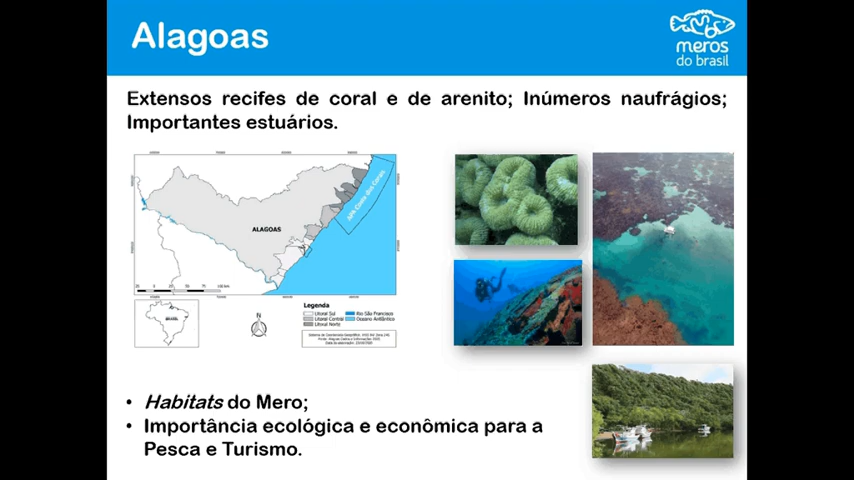 Alagoas
meros
do brasil
Extensos recifes de coral e de arenito; Inúmeros naufrágios;
Importantes estuários.
APA Costa dos Corais
ALAGOAS
BRASIL
N
Legenda
Litoral Sul
Litoral Central
Litoral Norte
Rio São Francisco
Oceano Atlântico
• Habitats do Mero;
• Importância ecológica e econômica para a
Pesca e Turismo.